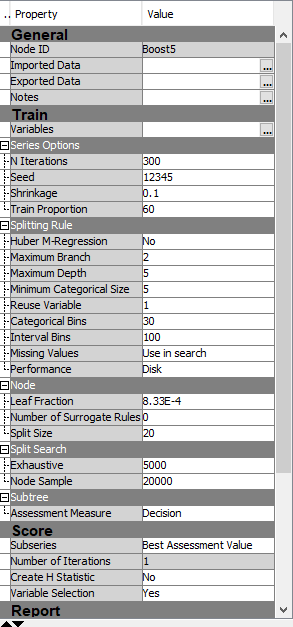 .. Property Value
General
Node ID Boost5
Imported Data ...
Exported Data ...
Notes ...
Train
Variables ...
Series Options
N Iterations 300
Seed 12345
Shrinkage 0.1
Train Proportion 60
Splitting Rule
Huber M-Regression No
Maximum Branch 2
Maximum Depth 5
Minimum Categorical Size 5
Reuse Variable 1
Categorical Bins 30
Interval Bins 100
Missing Values Use in search
Performance Disk
Node
Leaf Fraction 8.33E-4
Number of Surrogate Rules 0
Split Size 20
Split Search
Exhaustive 5000
Node Sample 20000
Subtree
Assessment Measure Decision
Score
Subseries Best Assessment Value
Number of Iterations 1
Create H Statistic No
Variable Selection Yes
Report